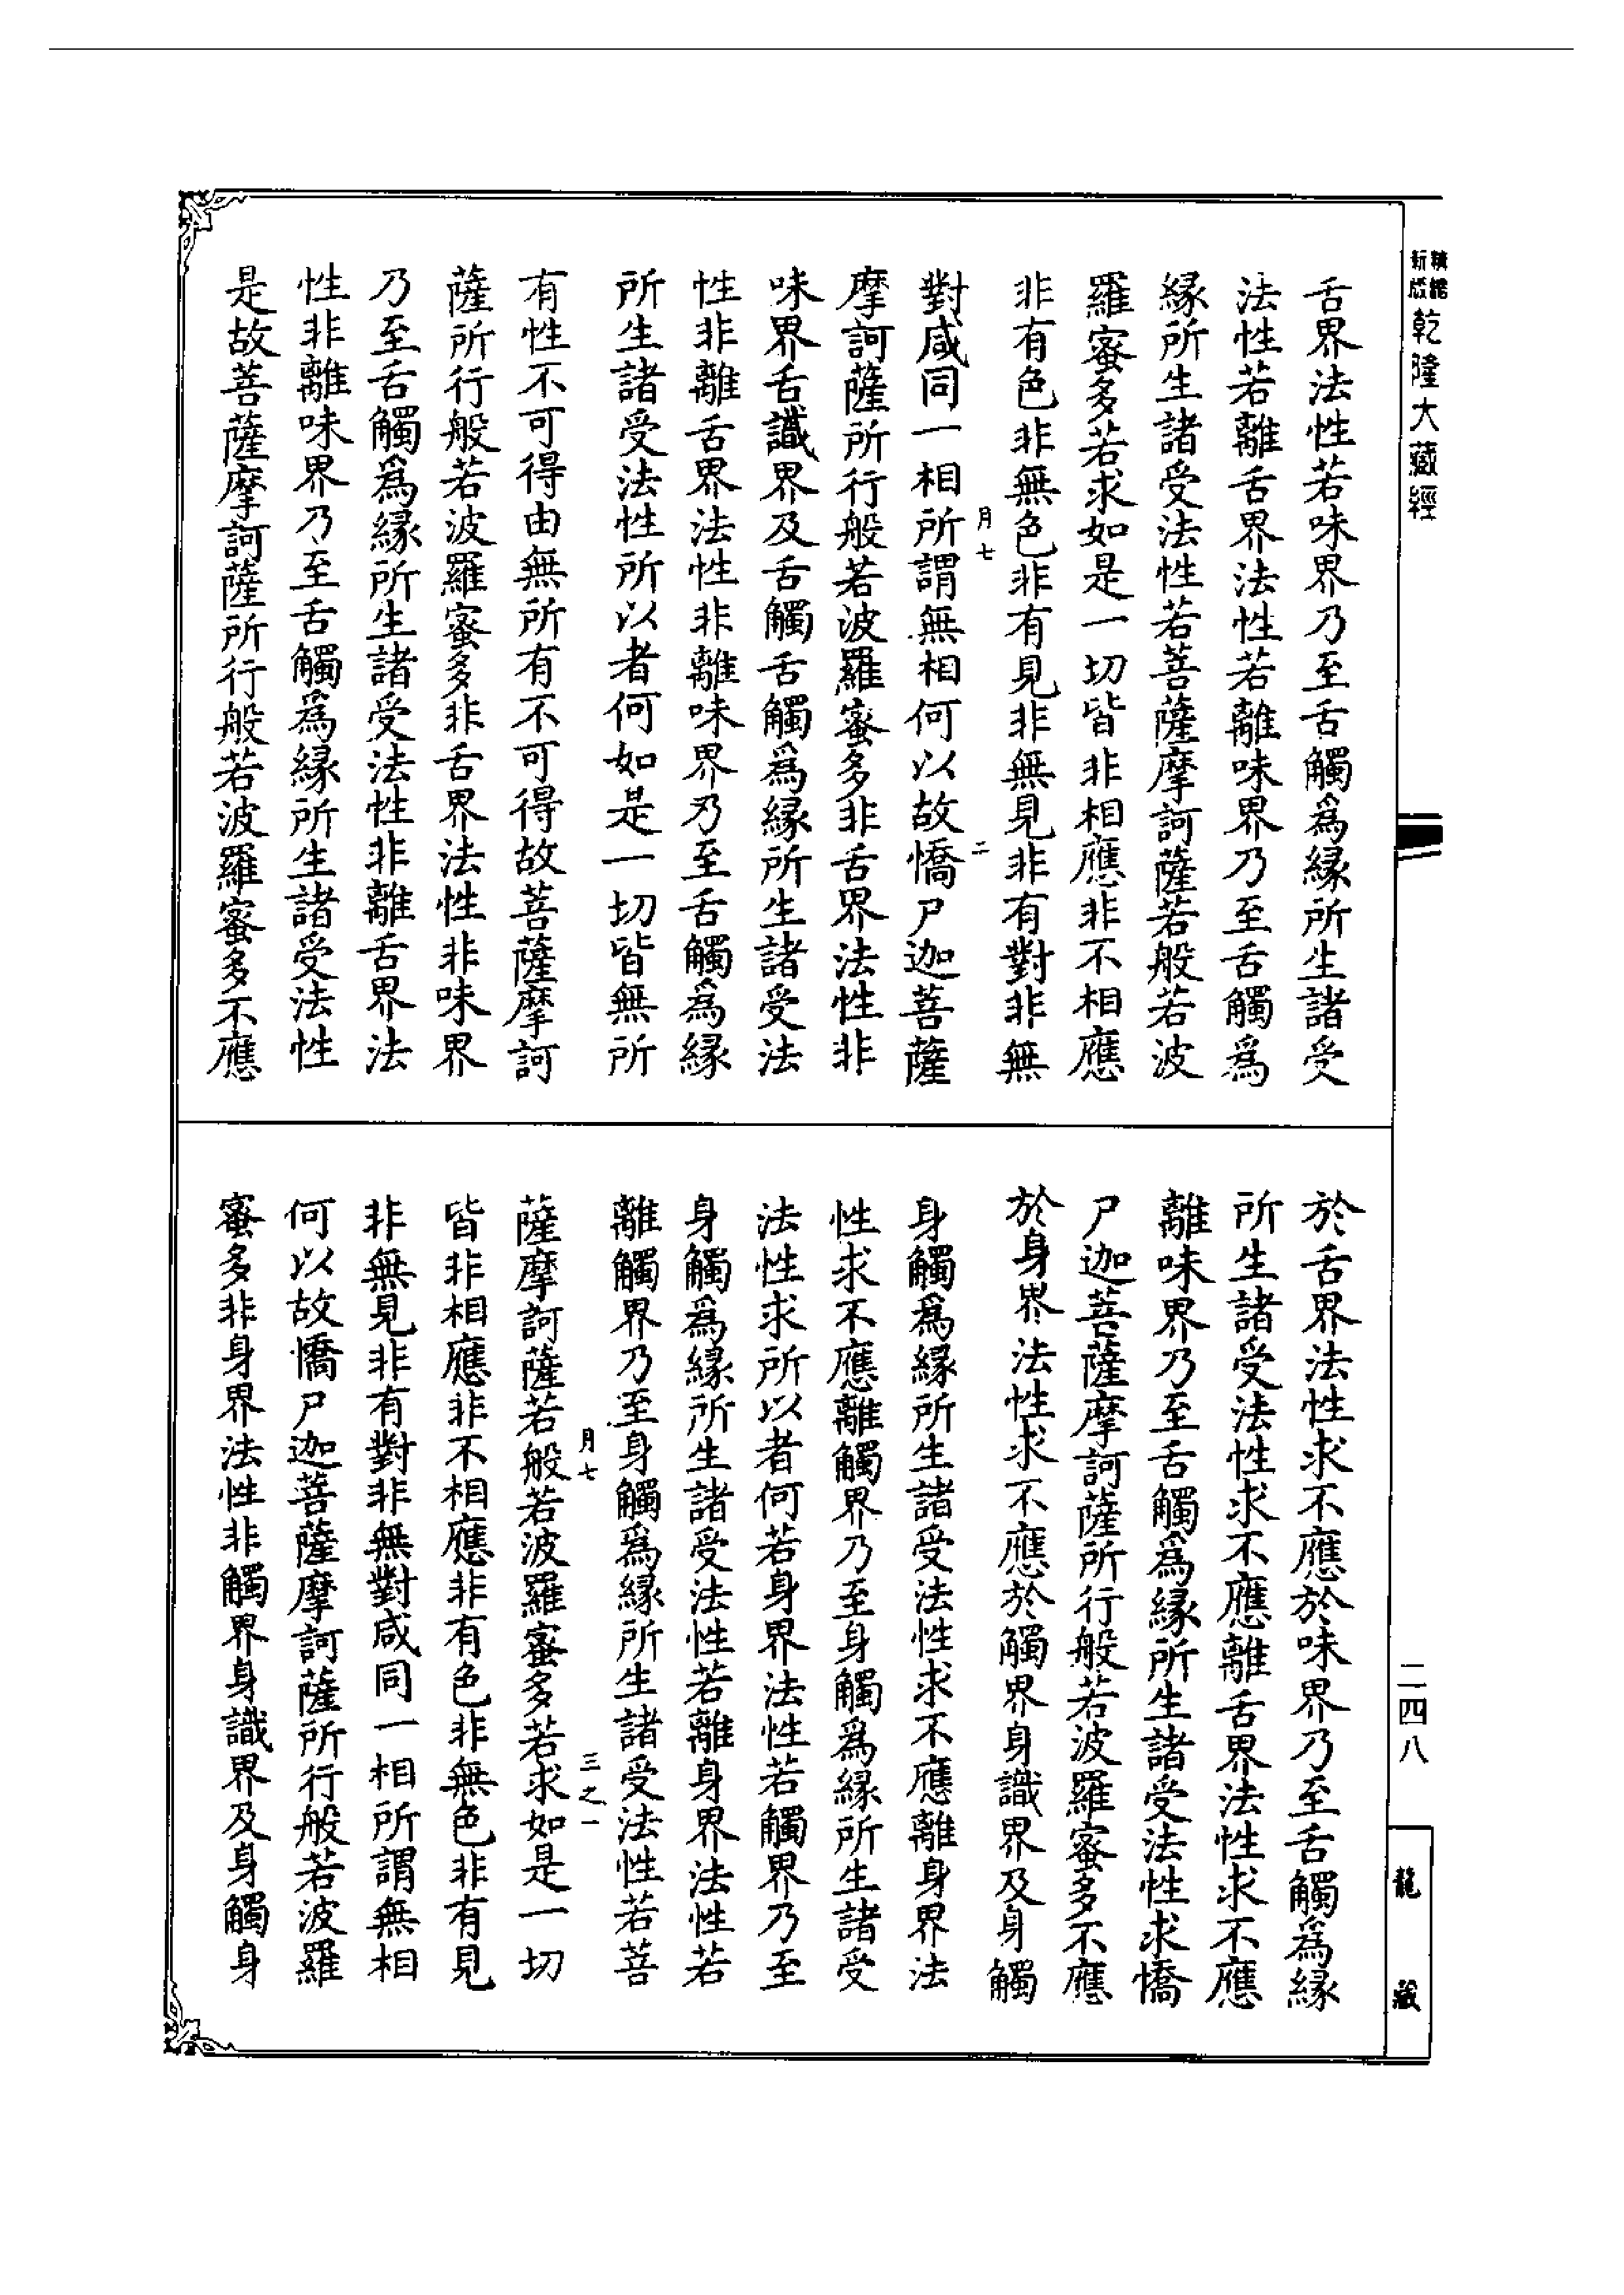 新版
精縮
乾隆大藏經
舌界法性若味界乃至舌觸爲緣所生諸受
法性若離舌界法性若離味界乃至舌觸爲
緣所生諸受法性若菩薩摩訶薩若般若波
羅蜜多若求如是一切皆非相應非不相應
非有色非無色非有見非無見非有對非無
月七
二
對咸同一相所謂無相何以故憍尸迦菩薩
摩訶薩所行般若波羅蜜多非舌界法性非
味界舌識界及舌觸舌觸爲緣所生諸受法
性非離舌界法性非離味界乃至舌觸爲緣
所生諸受法性所以者何如是一切皆無所
有性不可得由無所有不可得故菩薩摩訶
薩所行般若波羅蜜多非舌界法性非味界
乃至舌觸爲緣所生諸受法性非離舌界法
性非離味界乃至舌觸爲緣所生諸受法性
是故菩薩摩訶薩所行般若波羅蜜多不應
於舌界法性求不應於味界乃至舌觸爲緣
所生諸受法性求不應離舌界法性求不應
離味界乃至舌觸爲緣所生諸受法性求憍
尸迦菩薩摩訶薩所行般若波羅蜜多不應
於身界法性求不應於觸界身識界及身觸
身觸爲緣所生諸受法性求不應離身界法
性求不應離觸界乃至身觸爲緣所生諸受
法性求所以者何若身界法性若觸界乃至
身觸爲緣所生諸受法性若離身界法性若
離觸界乃至身觸爲緣所生諸受法性若菩
月七
三之一
薩摩訶薩若般若波羅蜜多若求如是一切
皆非相應非不相應非有色非無色非有見
非無見非有對非無對咸同一相所謂無相
何以故憍尸迦菩薩摩訶薩所行般若波羅
蜜多非身界法性非觸界身識界及身觸身
二四八
龍藏